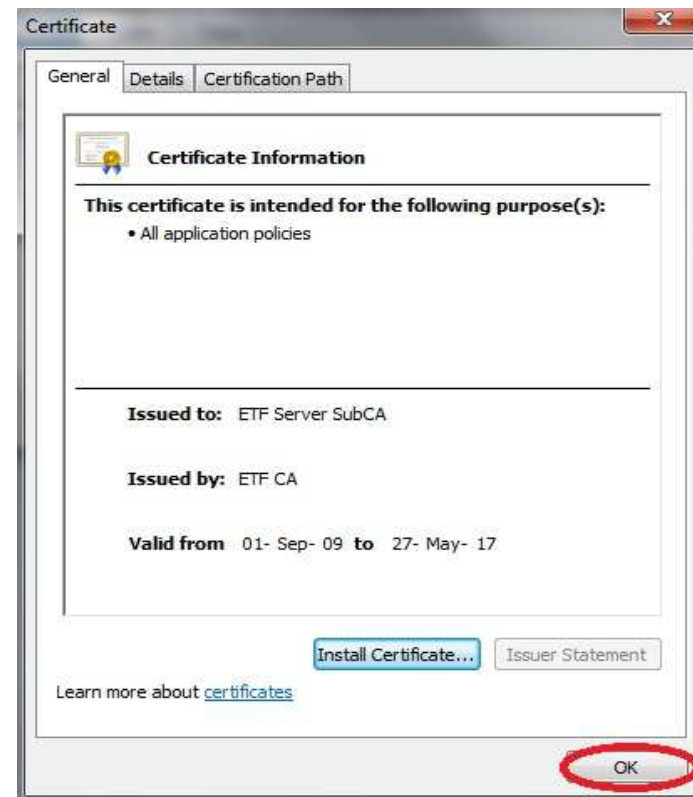 Certificate
General Details Certification Path
Certificate Information
This certificate is intended for the following purpose(s):
• All application policies
Issued to: ETF Server SubCA
Issued by: ETF CA
Valid from 01- Sep- 09 to 27- May- 17
Install Certificate... Issuer Statement
Learn more about certificates
OK